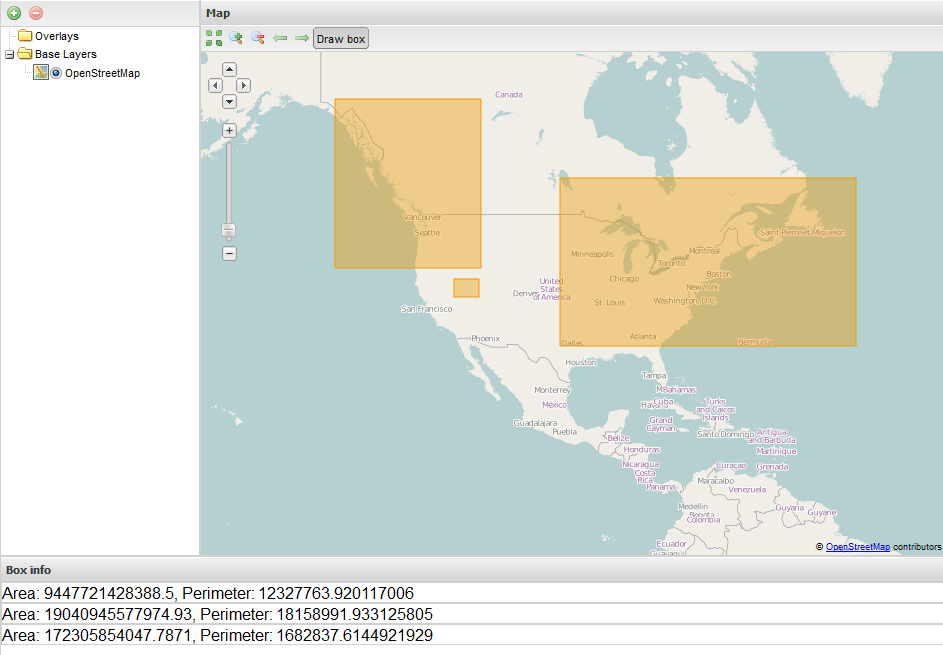 Map
Overlays
Base Layers
OpenStreetMap
Draw box
Canada
Vancouver
Seattle
San Francisco
Phoenix
Denver
United
States
of America
Minneapolis
Chicago
St. Louis
Dallas
Houston
Atlanta
Toronto
Montreal
Boston
New York
Washington, D.C.
Saint Pierre et Miquelon
Bermuda
Tampa
Monterrey
México
Guadalajara
Puebla
Bahamas
Cuba
Turks
and Caicos
Islands
Grand
Cayman
Santo Domingo
Antigua
and Barbuda
Martinique
Belize
Honduras
Nicaragua
Costa
Rica
Panama
Curaçao
Grenada
Maracaibo
Venezuela
Medellin
Bogota
Colombia
Guyana
Guyane
Ecuador
Guayaquil
© OpenStreetMap contributors
Box info
Area: 9447721428388.5, Perimeter: 12327763.920117006
Area: 19040945577974.93, Perimeter: 18158991.933125805
Area: 172305854047.7871, Perimeter: 1682837.6144921929